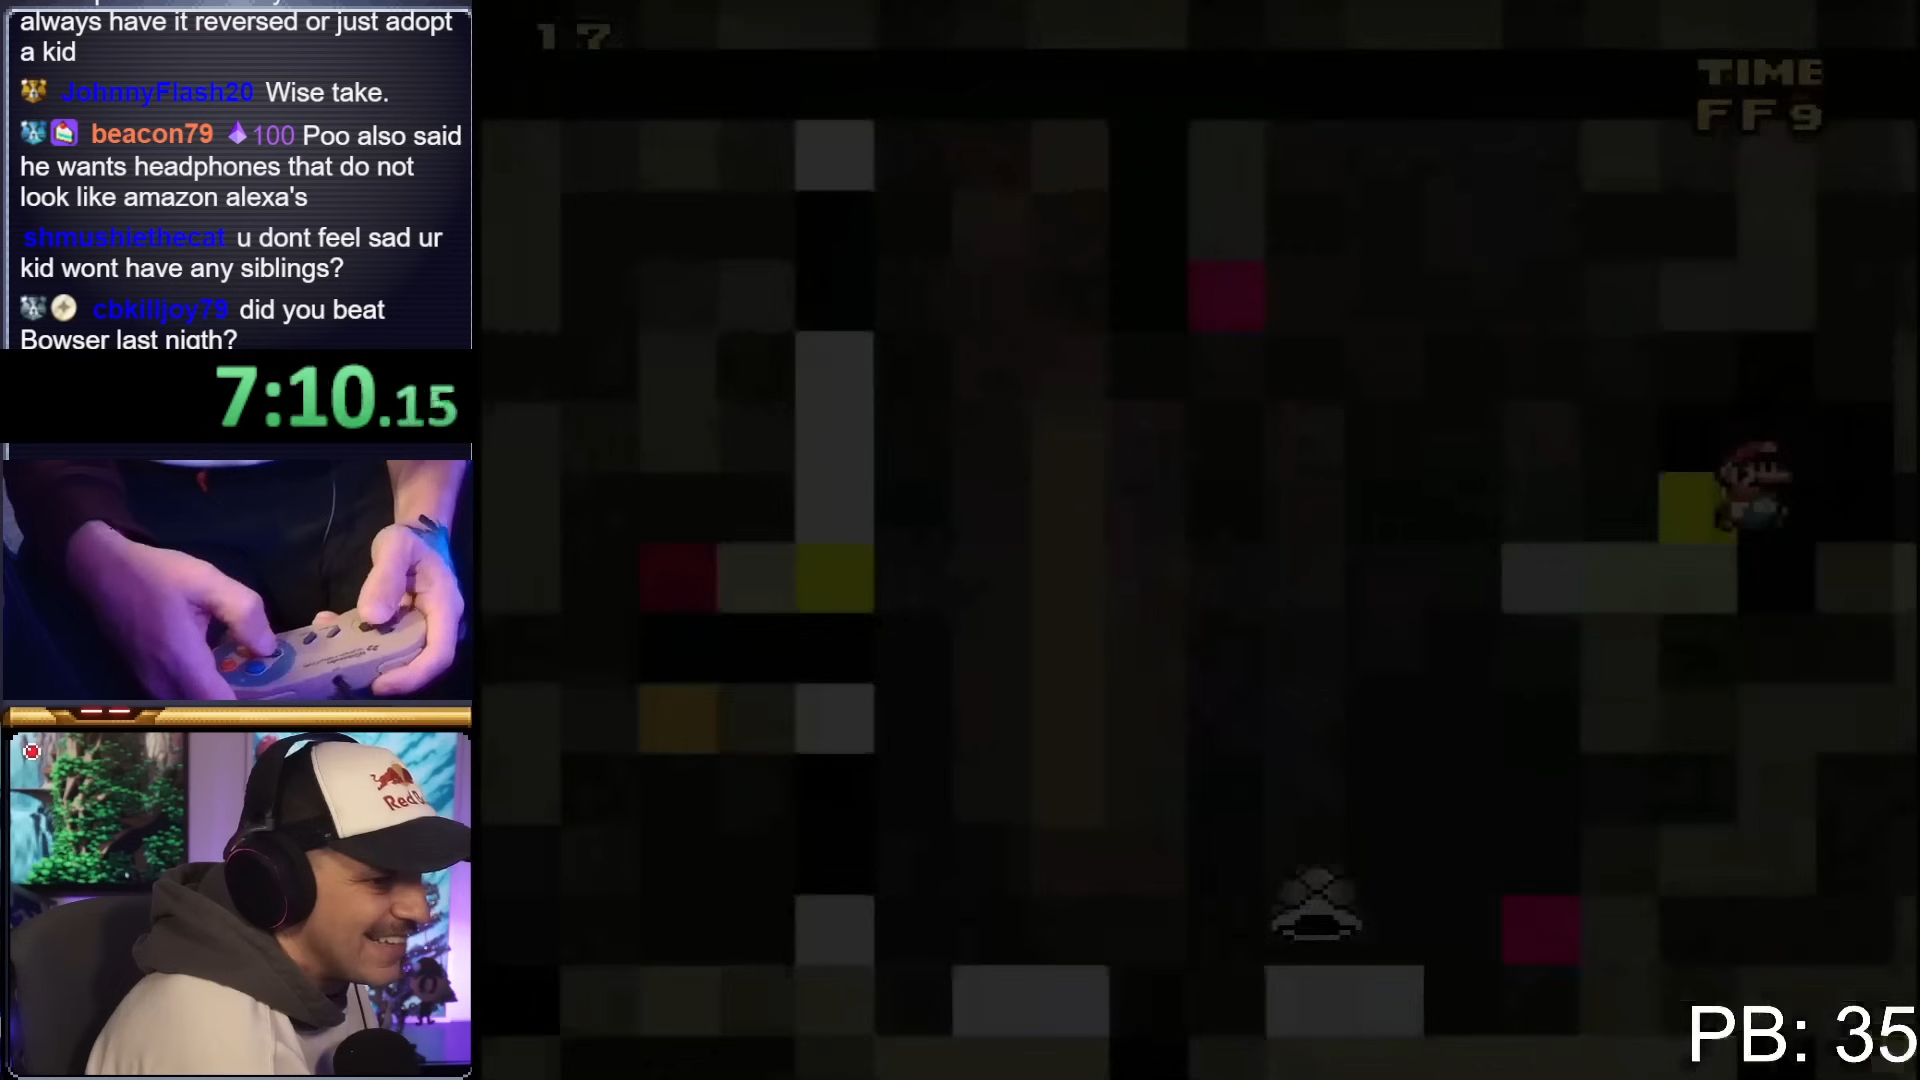 always have it reversed or just adopt
a kid
JohnnyFlash20 Wise take.
beacon79 100 Poo also said
he wants headphones that do not
look like amazon alexa's
shmushiethecat u dont feel sad ur
kid wont have any siblings?
cbkilljoy79 did you beat
Bowser last nigth?
7:10.15
Red
17
TIME
FF9
PB: 35